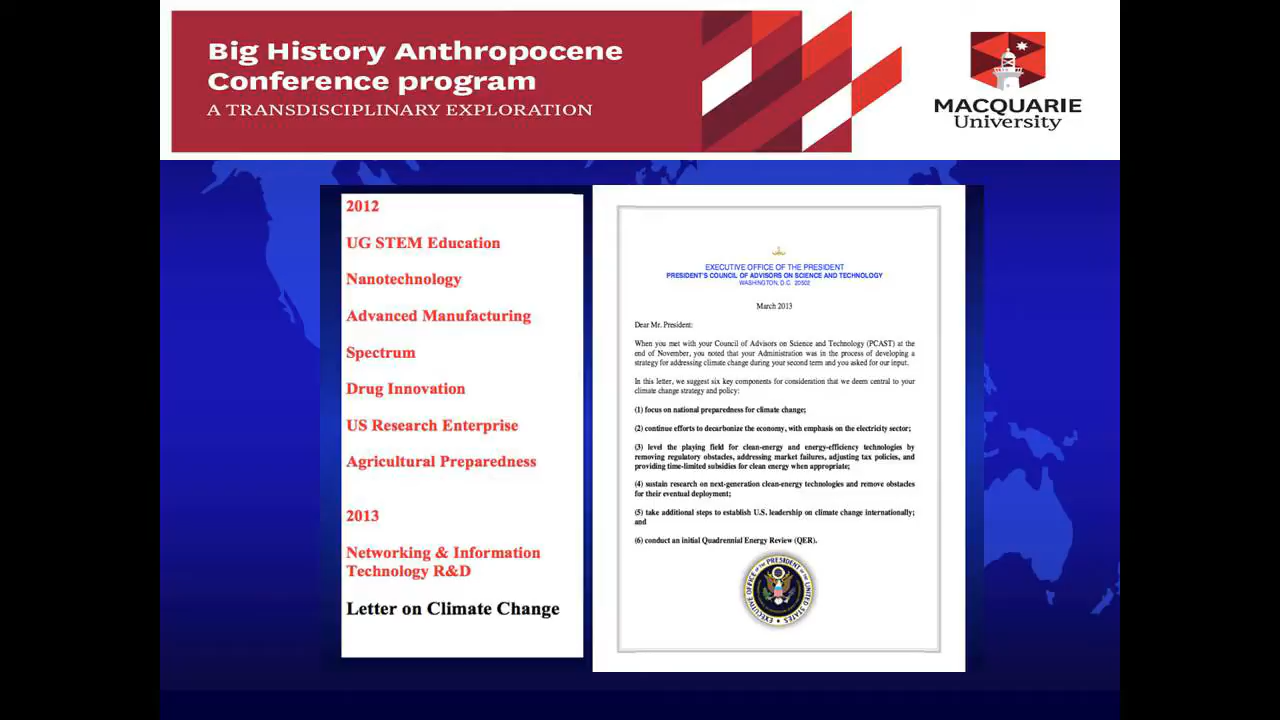 Big History Anthropocene
Conference program
A TRANSDISCIPLINARY EXPLORATION
MACQUARIE
University
2012
UG STEM Education
Nanotechnology
Advanced Manufacturing
Spectrum
Drug Innovation
US Research Enterprise
Agricultural Preparedness
2013
Networking & Information
Technology R&D
Letter on Climate Change
EXECUTIVE OFFICE OF THE PRESIDENT
PRESIDENT'S COUNCIL OF ADVISORS ON SCIENCE AND TECHNOLOGY
WASHINGTON, D.C. 20502
March 2013
Dear Mr. President:
When you met with your Council of Advisors on Science and Technology (PCAST) at the
end of November, you noted that your Administration was in the process of developing a
strategy for addressing climate change during your second term and you asked for our input.
In this letter, we suggest six key components for consideration that we deem central to your
climate change strategy and policy:
(1) focus on national preparedness for climate change;
(2) continue efforts to decarbonize the economy, with emphasis on the electricity sector;
(3) level the playing field for clean-energy and energy-efficiency technologies by
removing regulatory obstacles, addressing market failures, adjusting tax policies, and
providing time-limited subsidies for clean energy when appropriate;
(4) sustain research on next-generation clean-energy technologies and remove obstacles
for their eventual deployment;
(5) take additional steps to establish U.S. leadership on climate change internationally;
and
(6) conduct an initial Quadrennial Energy Review (QER).
EXECUTIVE OFFICE OF THE PRESIDENT OF THE UNITED STATES